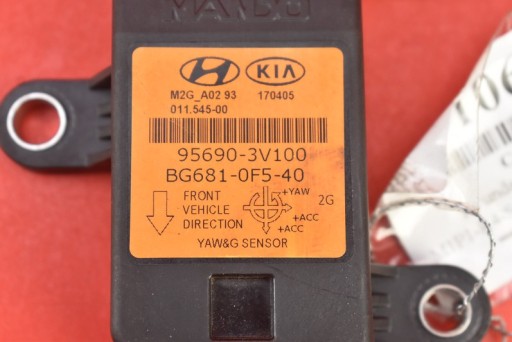 MANDO
KIA
M2G_A02 93 170405
011.545-00
95690-3V100
BG681-0F5-40
FRONT
VEHICLE
DIRECTION
+YAW
2G
+ACC
+ACC
YAW&G SENSOR
106